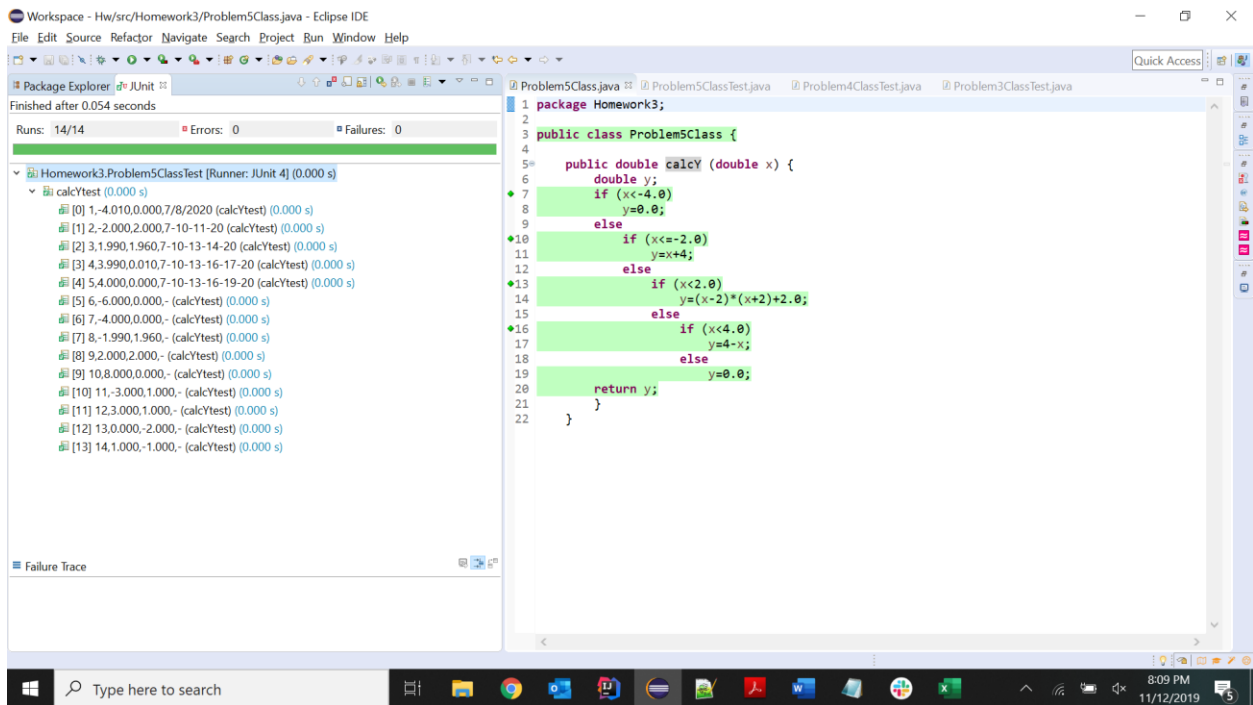 Workspace - Hw/src/Homework3/Problem5Class.java - Eclipse IDE
File Edit Source Refactor Navigate Search Project Run Window Help
Quick Access
Package Explorer JUnit
Finished after 0.054 seconds
Runs: 14/14 Errors: 0 Failures: 0
Homework3.Problem5ClassTest [Runner: JUnit 4] (0.000 s)
calcYtest (0.000 s)
[0] 1,-4.010,0.000,7/8/2020 (calcYtest) (0.000 s)
[1] 2,-2.000,2.000,7-10-11-20 (calcYtest) (0.000 s)
[2] 3,1.990,1.960,7-10-13-14-20 (calcYtest) (0.000 s)
[3] 4,3.990,0.010,7-10-13-16-17-20 (calcYtest) (0.000 s)
[4] 5,4.000,0.000,7-10-13-16-19-20 (calcYtest) (0.000 s)
[5] 6,-6.000,0.000,- (calcYtest) (0.000 s)
[6] 7,-4.000,0.000,- (calcYtest) (0.000 s)
[7] 8,-1.990,1.960,- (calcYtest) (0.000 s)
[8] 9,2.000,2.000,- (calcYtest) (0.000 s)
[9] 10,8.000,0.000,- (calcYtest) (0.000 s)
[10] 11,-3.000,1.000,- (calcYtest) (0.000 s)
[11] 12,3.000,1.000,- (calcYtest) (0.000 s)
[12] 13,0.000,-2.000,- (calcYtest) (0.000 s)
[13] 14,1.000,-1.000,- (calcYtest) (0.000 s)
Failure Trace
Problem5Class.java Problem5ClassTest.java Problem4ClassTest.java Problem3ClassTest.java
1 package Homework3;
2
3 public class Problem5Class {
4
5 public double calcY (double x) {
6 double y;
7 if (x<-4.0)
8 y=0.0;
9 else
10 if (x<=-2.0)
11 y=x+4;
12 else
13 if (x<2.0)
14 y=(x-2)*(x+2)+2.0;
15 else
16 if (x<4.0)
17 y=4-x;
18 else
19 y=0.0;
20 return y;
21 }
22 }
Type here to search
8:09 PM
11/12/2019
5